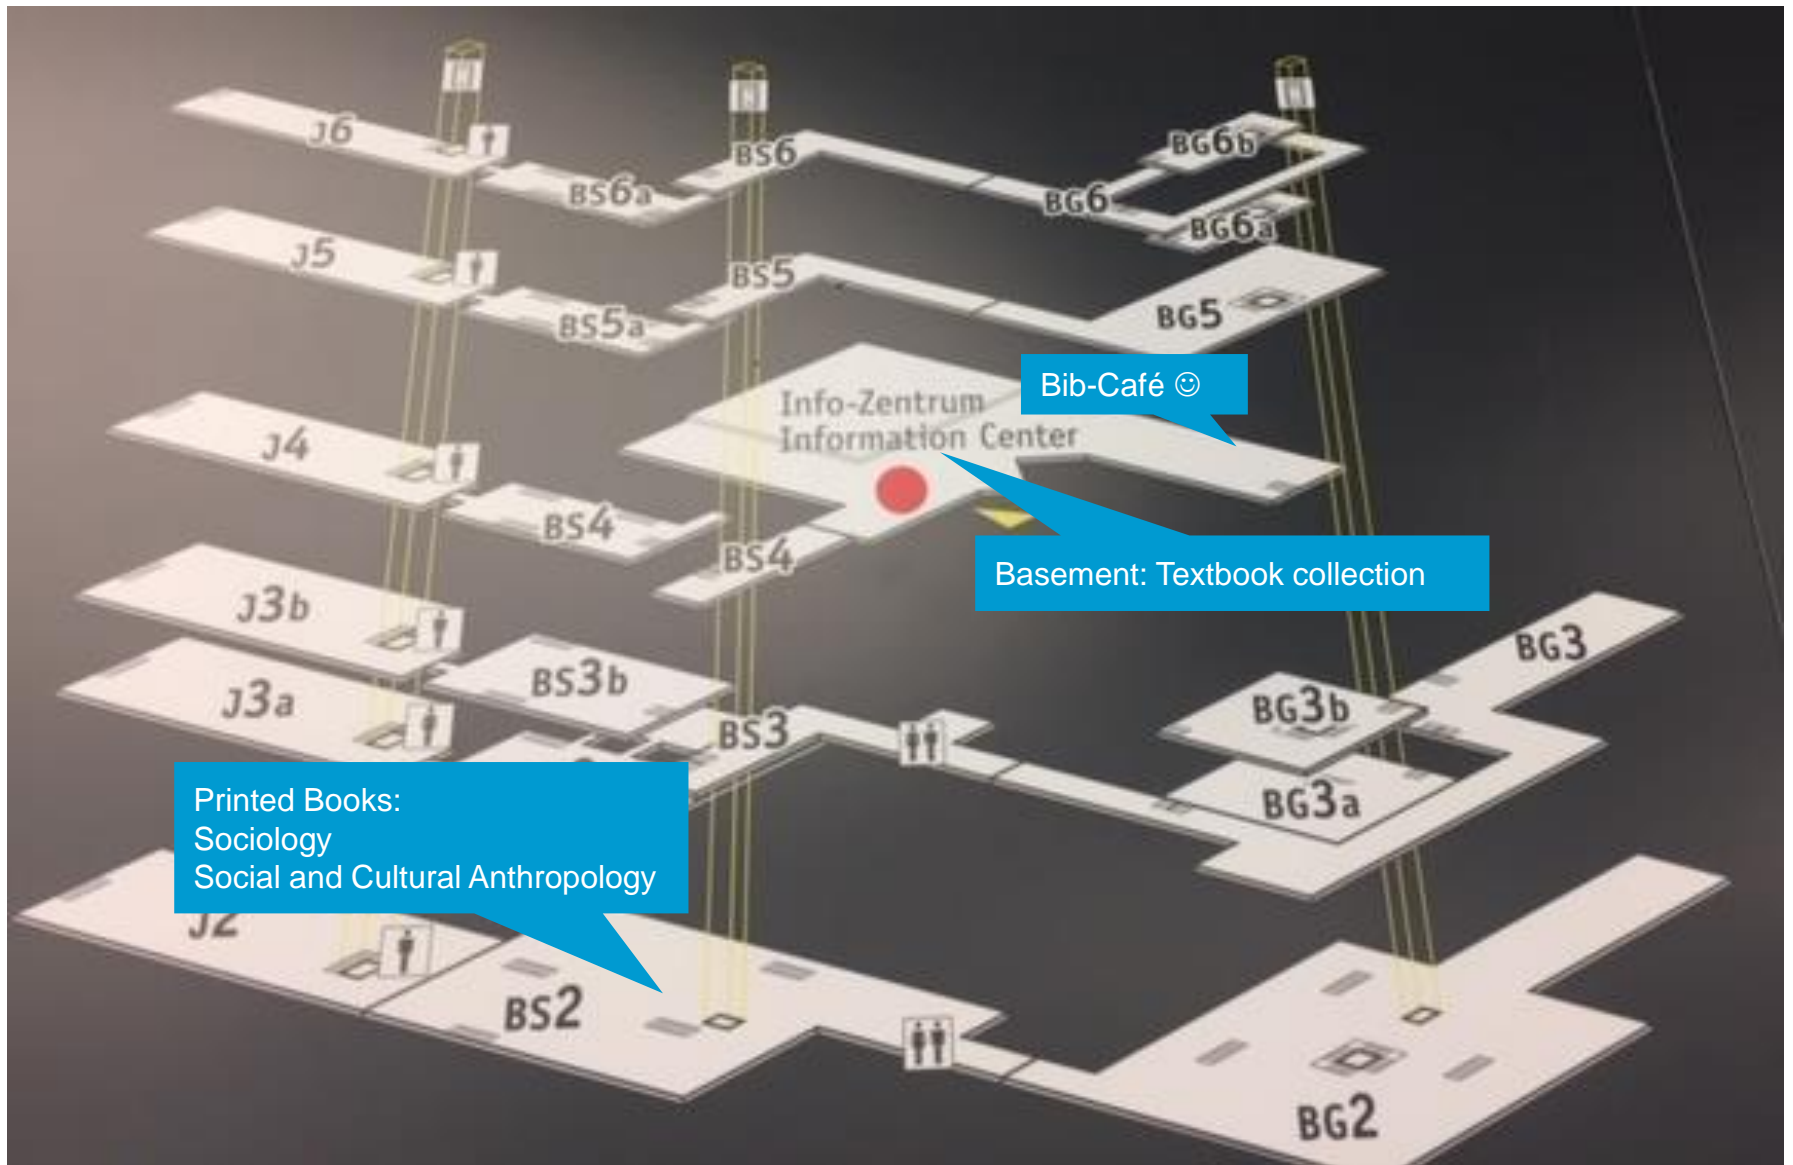 J6
BS6a
BS6
BG6
BG6b
BG6a
J5
BS5a
BS5
BG5
Bib-Café ☺
Info-Zentrum
Information Center
J4
BS4
BS4
Basement: Textbook collection
J3b
BS3b
J3a
BS3
BG3
BG3b
BG3a
Printed Books:
Sociology
Social and Cultural Anthropology
J2
BS2
BG2